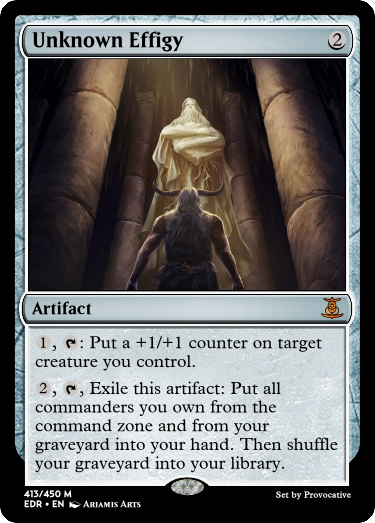 Unknown Effigy 2
Artifact
1, : Put a +1/+1 counter on target
creature you control.
2, , Exile this artifact: Put all
commanders you own from the
command zone and from your
graveyard into your hand. Then shuffle
your graveyard into your library.
413/450 M
EDR • EN Ariamis Arts
Set by Provocative